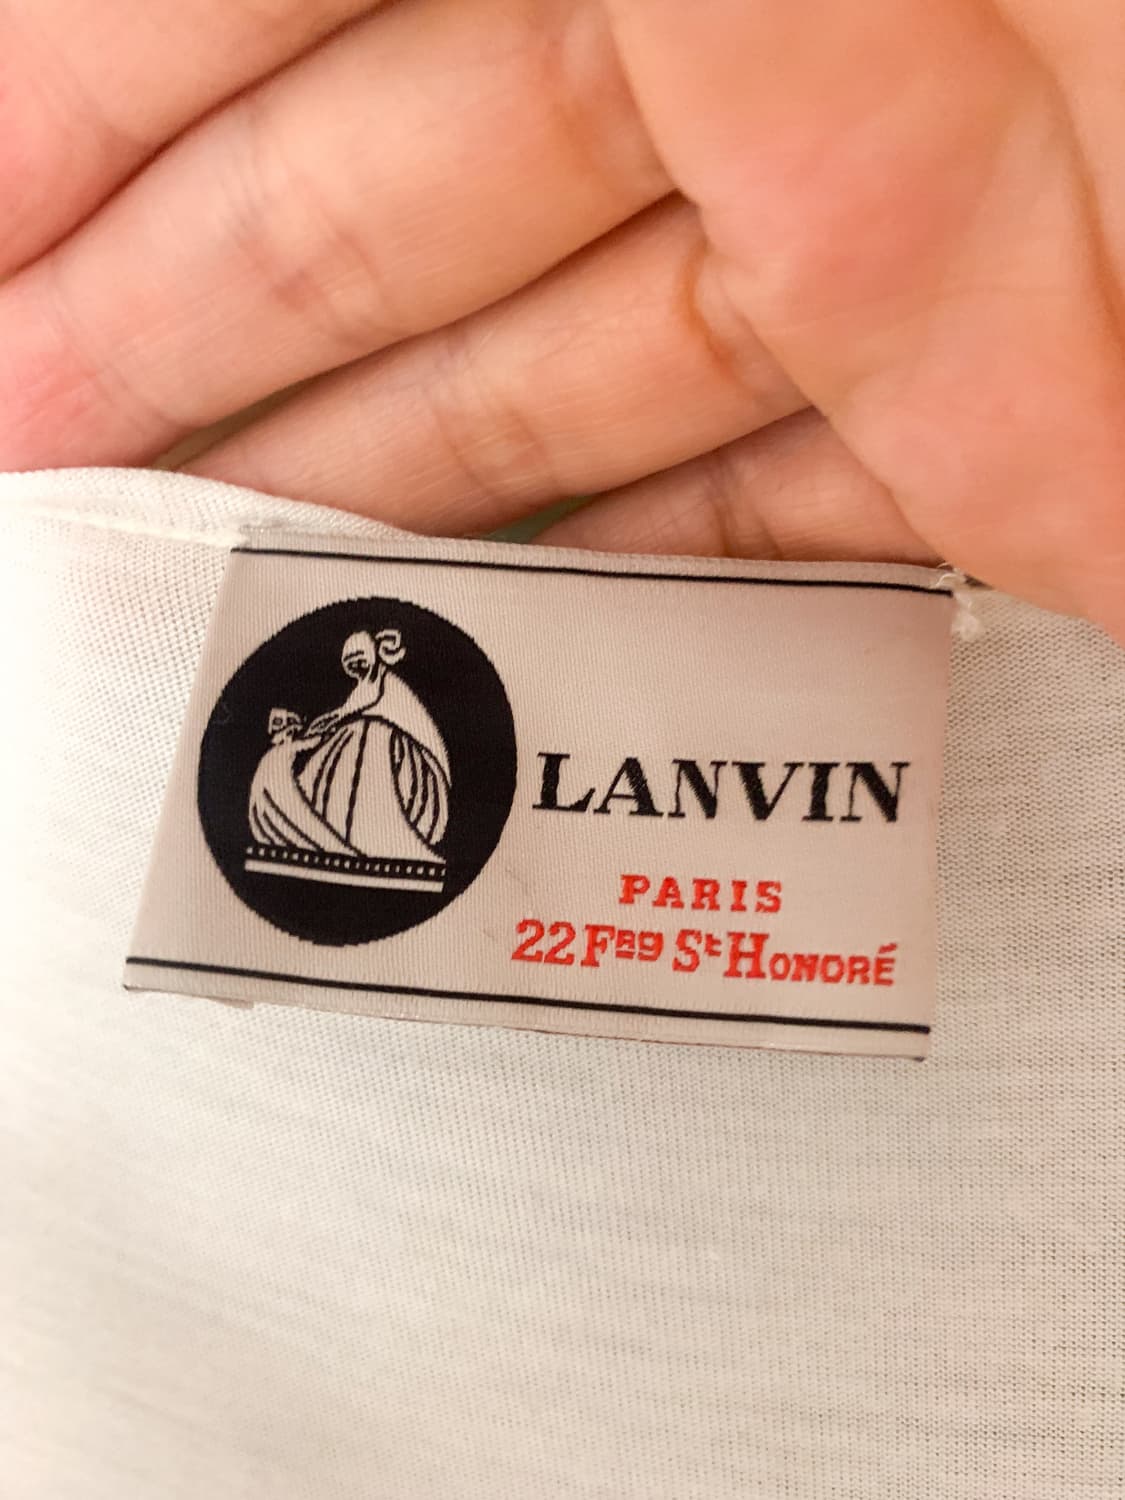 LANVIN
PARIS
22 Fᴮᴳ Sᵗ HONORÉ